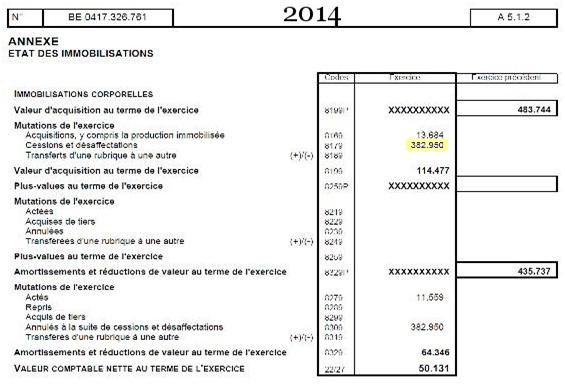 N° BE 0417.326.761 2014 A 5.1.2
ANNEXE
ETAT DES IMMOBILISATIONS
Codes Exercice Exercice précédent
IMMOBILISATIONS CORPORELLES
Valeur d'acquisition au terme de l'exercice 8199P XXXXXXXXXX 483.744
Mutations de l'exercice
Acquisitions, y compris la production immobilisée 8169 13.684
Cessions et désaffectations 8179 382.950
Transferts d'une rubrique à une autre (+)/(-) 8189
Valeur d'acquisition au terme de l'exercice 8199 114.477
Plus-values au terme de l'exercice 8259P XXXXXXXXXX
Mutations de l'exercice
Actées 8219
Acquises de tiers 8229
Annulées 8239
Transférées d'une rubrique à une autre (+)/(-) 8249
Plus-values au terme de l'exercice 8259
Amortissements et réductions de valeur au terme de l'exercice 8329P XXXXXXXXXX 435.737
Mutations de l'exercice
Actés 8279 11.559
Repris 8289
Acquis de tiers 8299
Annulés à la suite de cessions et désaffectations 8309 382.950
Transférés d'une rubrique à une autre (+)/(-) 8319
Amortissements et réductions de valeur au terme de l'exercice 8329 64.346
VALEUR COMPTABLE NETTE AU TERME DE L'EXERCICE 22/27 50.131